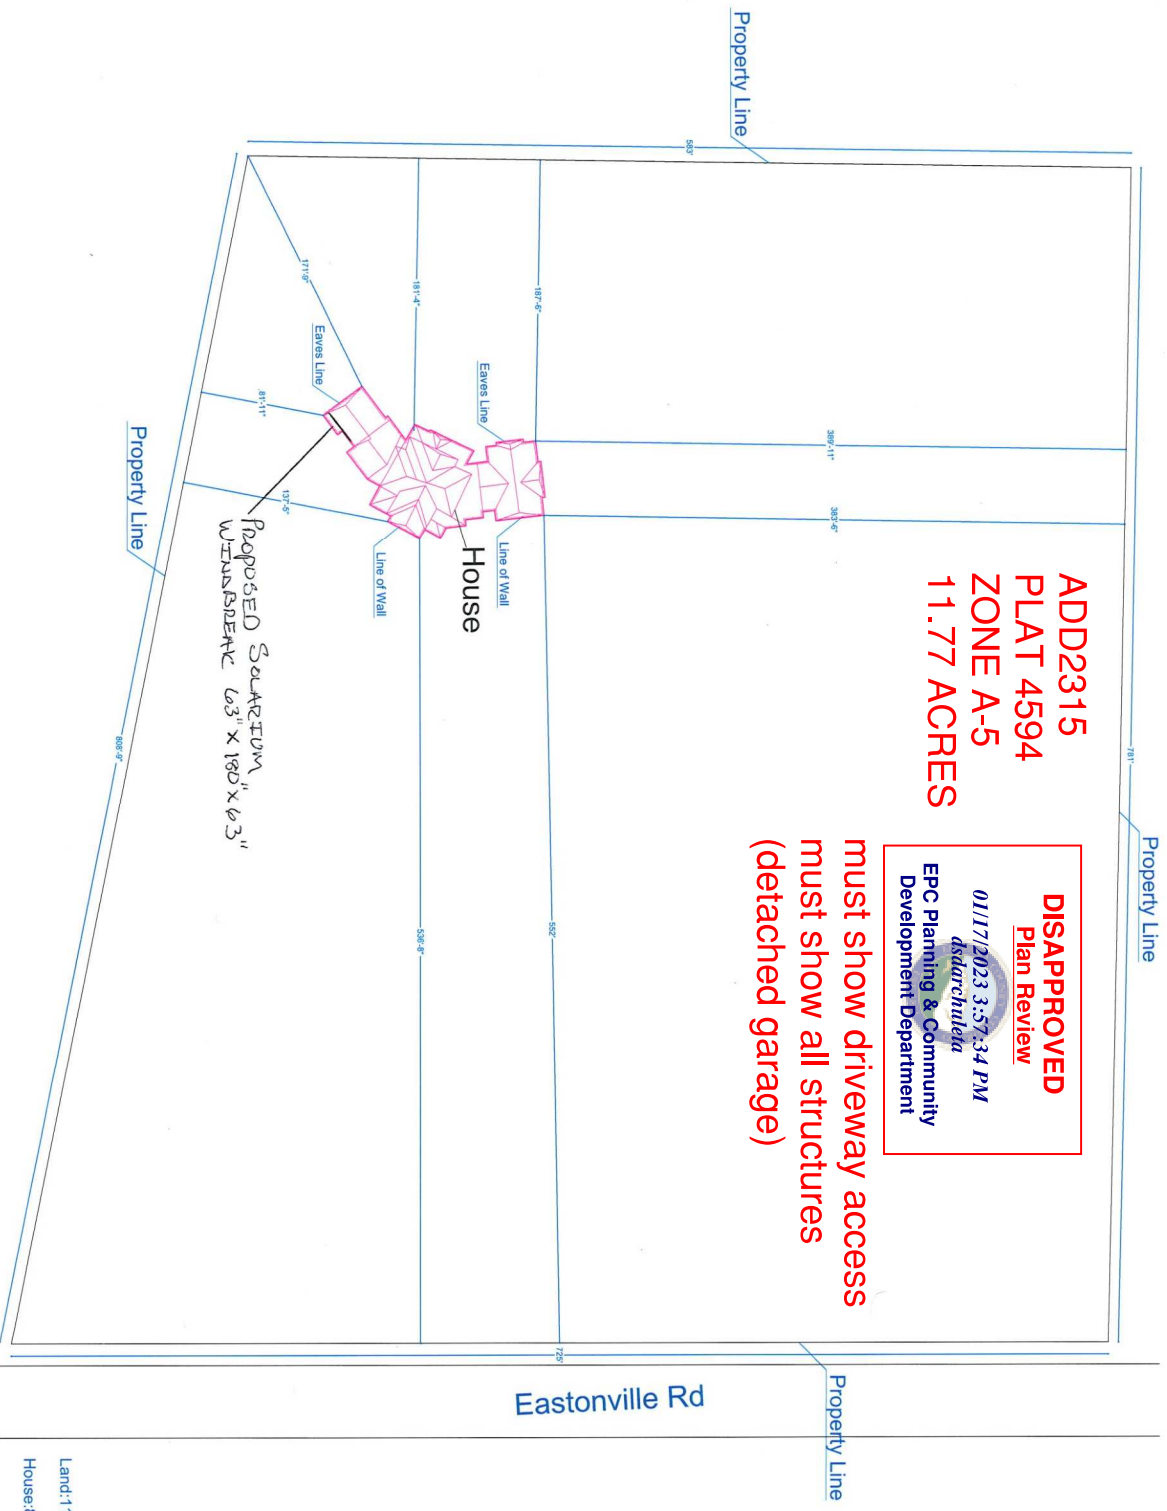 Property Line
583'
171'-9"
181'-4"
187'-6"
Eaves Line
Eaves Line
81'-11"
137'-5"
389'-11"
383'-6"
Property Line
House
Line of Wall
Line of Wall
PROPOSED SOLARIUM
WINDBREAK 63" X 180" X 63"
ADD2315
PLAT 4594
ZONE A-5
11.77 ACRES
781'
Property Line
DISAPPROVED
Plan Review
01/17/2023 3:57:34 PM
dsdarchuleta
EPC Planning & Community
Development Department
must show driveway access
must show all structures
(detached garage)
808'-9"
536'-8"
552'
725'
Eastonville Rd
Property Line
Land:1
House: